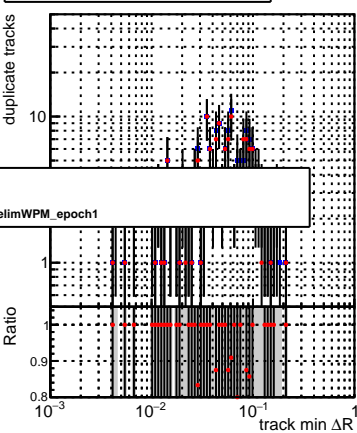 duplicate tracks
10
elimWPM_epoch1
1
Ratio
1
0.9
0.8
10⁻³ 10⁻² 10⁻¹ 1
track min ΔR